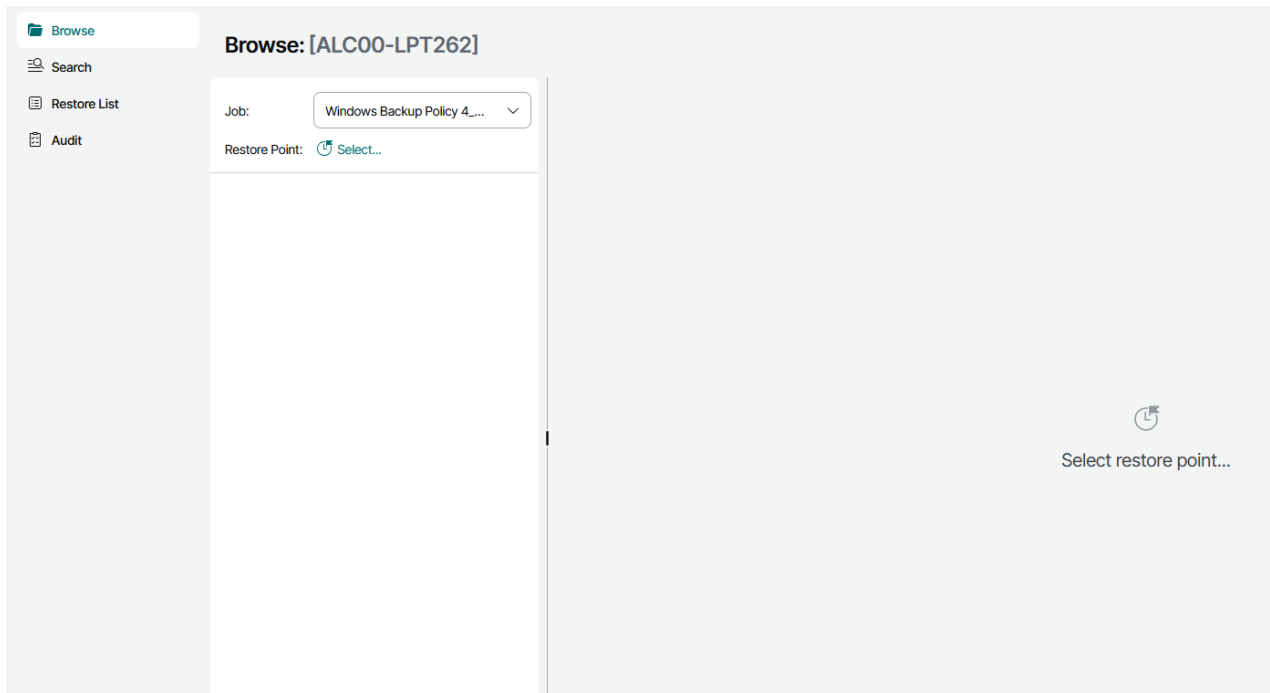 Browse
Search
Restore List
Audit
Browse: [ALC00-LPT262]
Job:
Windows Backup Policy 4_...
Restore Point:
Select...
Select restore point...